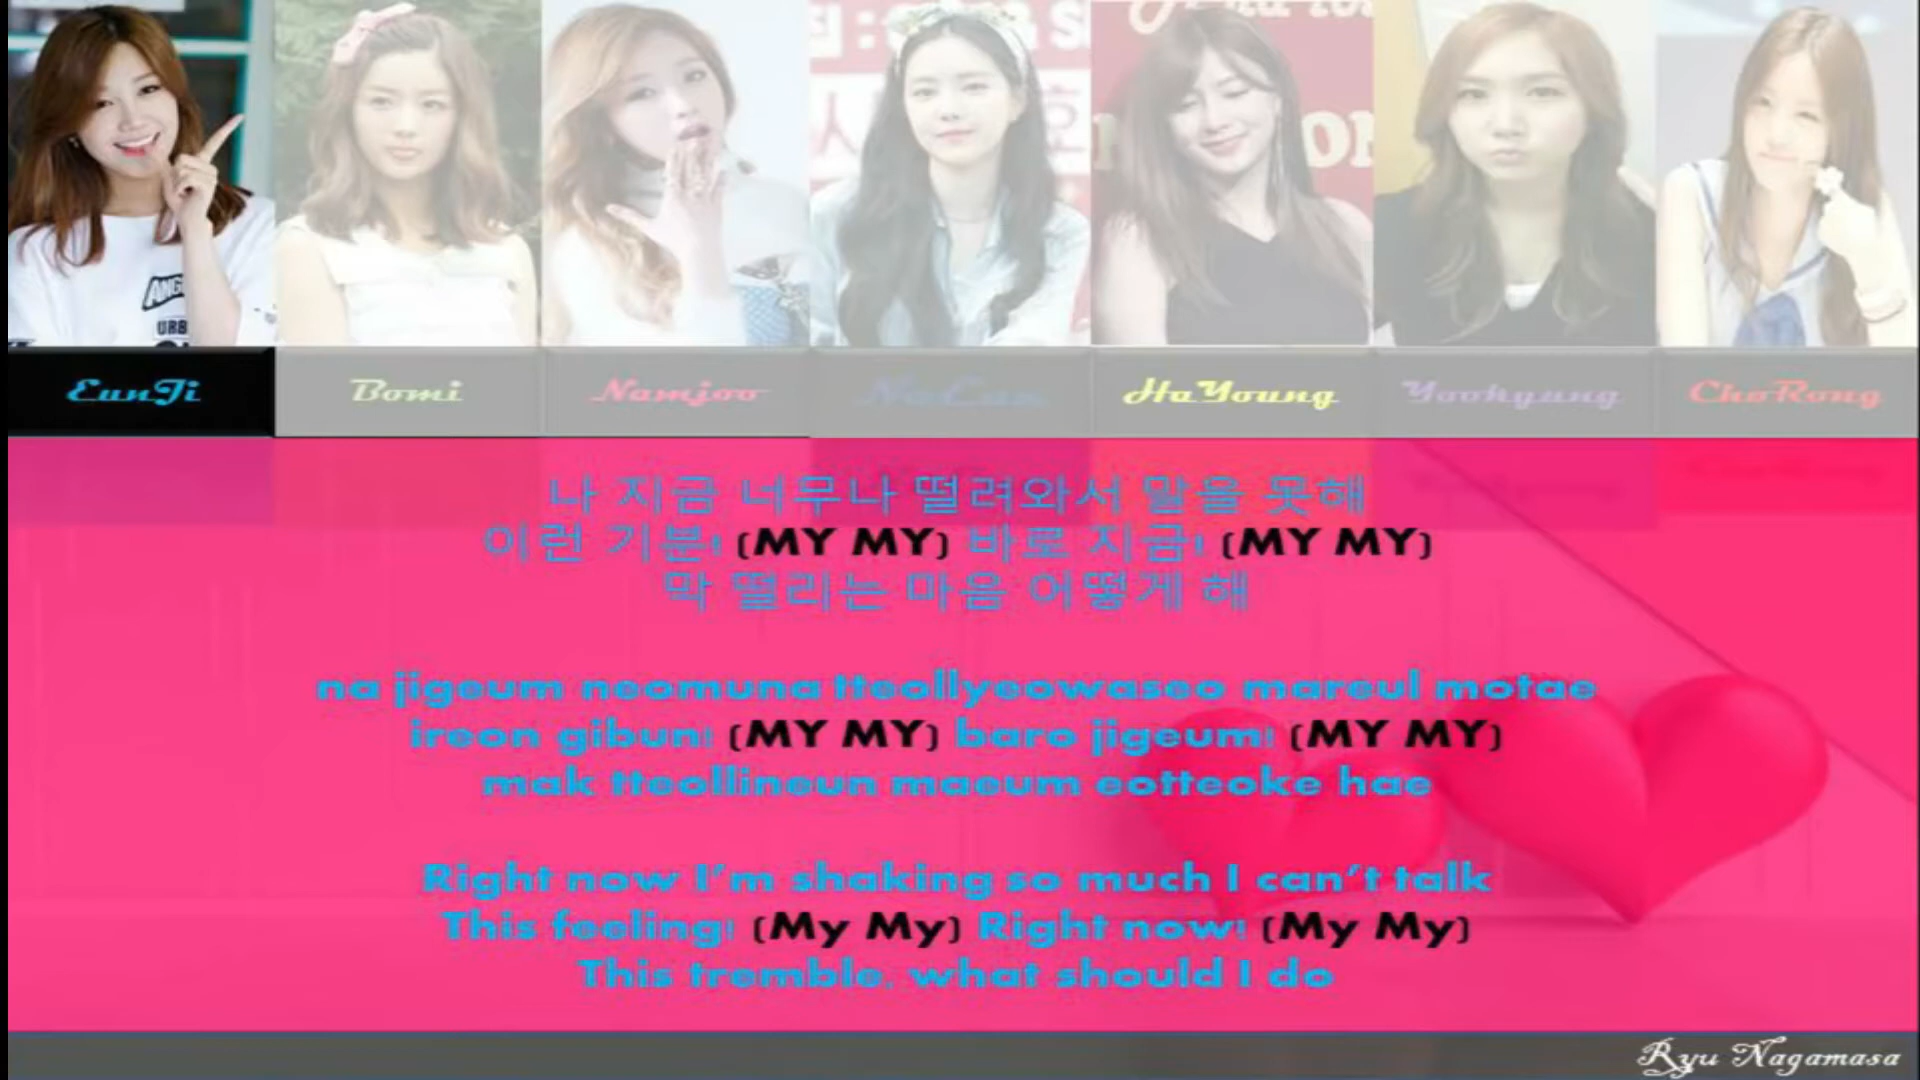 EunJi
Bomi
Namjoo
NaEun
HaYoung
Yookyung
ChoRong
나 지금 너무나 떨려와서 말을 못해
이런 기분! (MY MY) 바로 지금! (MY MY)
막 떨리는 마음 어떻게 해
na jigeum neomuna tteollyeowaseo mareul motae
ireon gibun! (MY MY) baro jigeum! (MY MY)
mak tteollineun maeum eotteoke hae
Right now I'm shaking so much I can't talk
This feeling! (My My) Right now! (My My)
This tremble, what should I do
Ryu Nagamasa